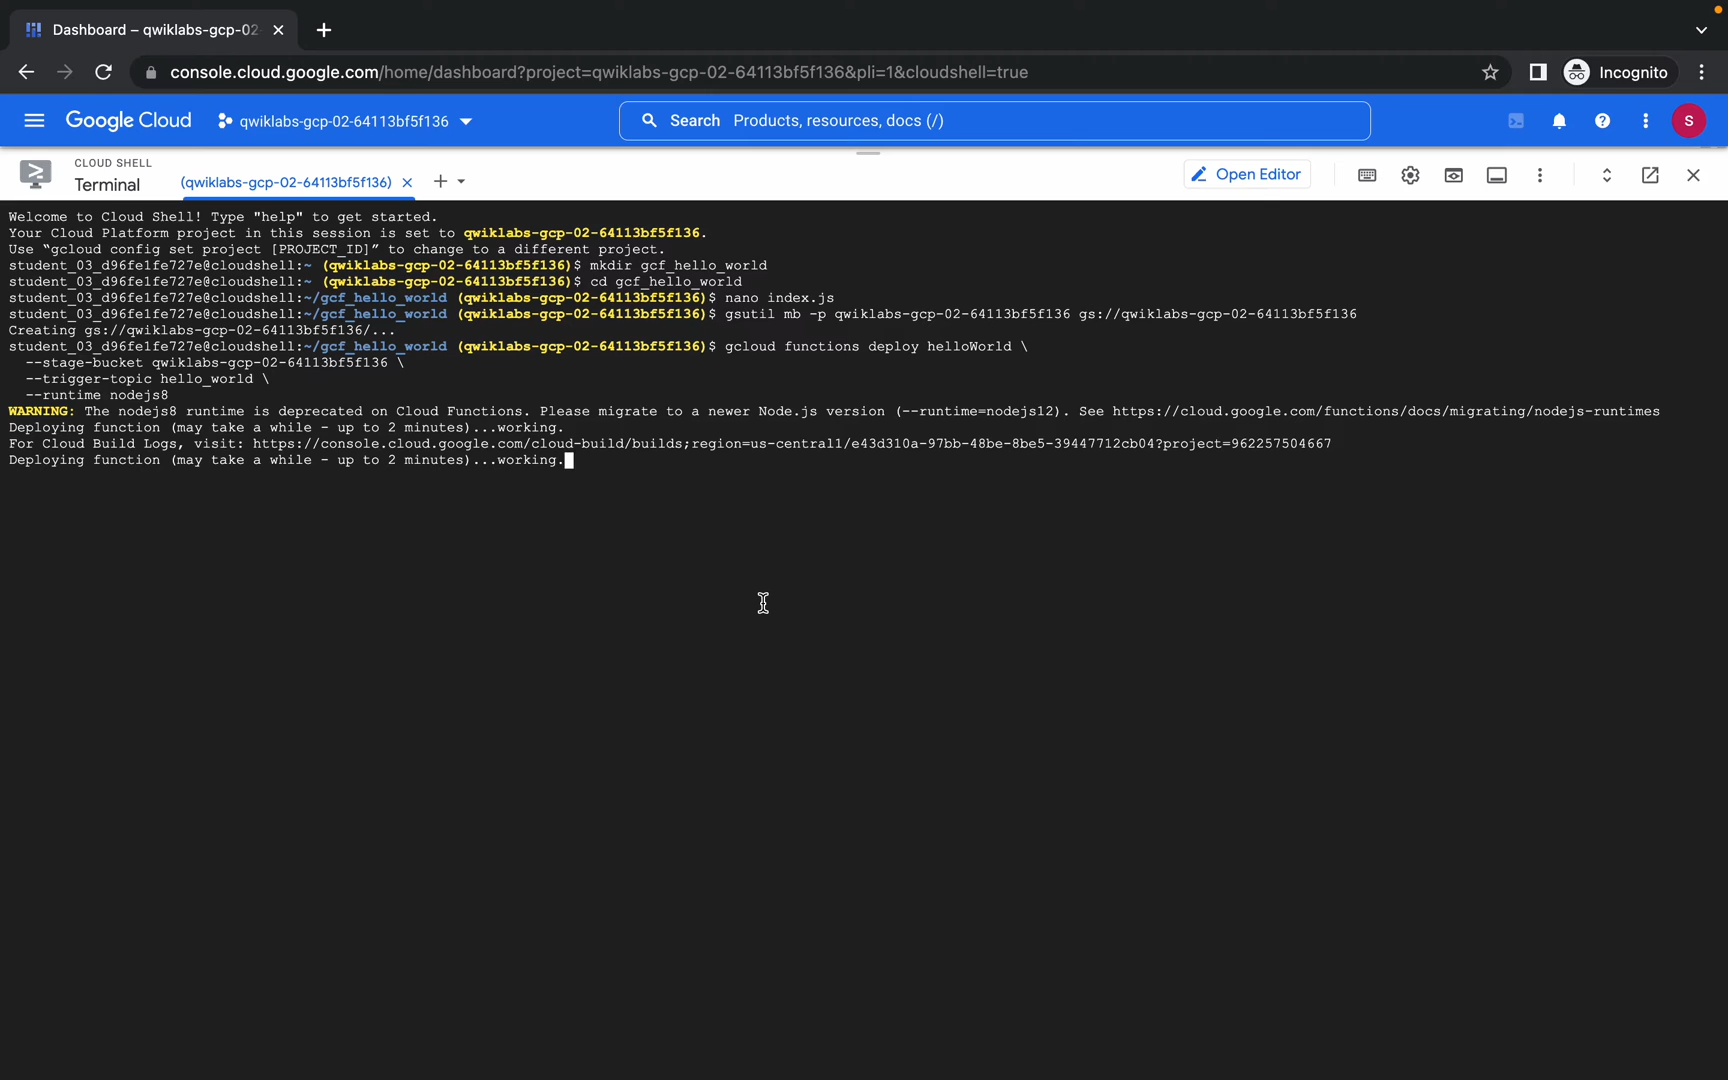 Dashboard – qwiklabs-gcp-02
console.cloud.google.com/home/dashboard?project=qwiklabs-gcp-02-64113bf5f136&pli=1&cloudshell=true
Incognito
Google Cloud
qwiklabs-gcp-02-64113bf5f136
Search Products, resources, docs (/)
S
CLOUD SHELL
Terminal
(qwiklabs-gcp-02-64113bf5f136)
Open Editor
Welcome to Cloud Shell! Type "help" to get started.
Your Cloud Platform project in this session is set to qwiklabs-gcp-02-64113bf5f136.
Use “gcloud config set project [PROJECT_ID]” to change to a different project.
student_03_d96fe1fe727e@cloudshell:~ (qwiklabs-gcp-02-64113bf5f136)$ mkdir gcf_hello_world
student_03_d96fe1fe727e@cloudshell:~ (qwiklabs-gcp-02-64113bf5f136)$ cd gcf_hello_world
student_03_d96fe1fe727e@cloudshell:~/gcf_hello_world (qwiklabs-gcp-02-64113bf5f136)$ nano index.js
student_03_d96fe1fe727e@cloudshell:~/gcf_hello_world (qwiklabs-gcp-02-64113bf5f136)$ gsutil mb -p qwiklabs-gcp-02-64113bf5f136 gs://qwiklabs-gcp-02-64113bf5f136
Creating gs://qwiklabs-gcp-02-64113bf5f136/...
student_03_d96fe1fe727e@cloudshell:~/gcf_hello_world (qwiklabs-gcp-02-64113bf5f136)$ gcloud functions deploy helloWorld \
--stage-bucket qwiklabs-gcp-02-64113bf5f136 \
--trigger-topic hello_world \
--runtime nodejs8
WARNING: The nodejs8 runtime is deprecated on Cloud Functions. Please migrate to a newer Node.js version (--runtime=nodejs12). See https://cloud.google.com/functions/docs/migrating/nodejs-runtimes
Deploying function (may take a while - up to 2 minutes)...working.
For Cloud Build Logs, visit: https://console.cloud.google.com/cloud-build/builds;region=us-central1/e43d310a-97bb-48be-8be5-39447712cb04?project=962257504667
Deploying function (may take a while - up to 2 minutes)...working.